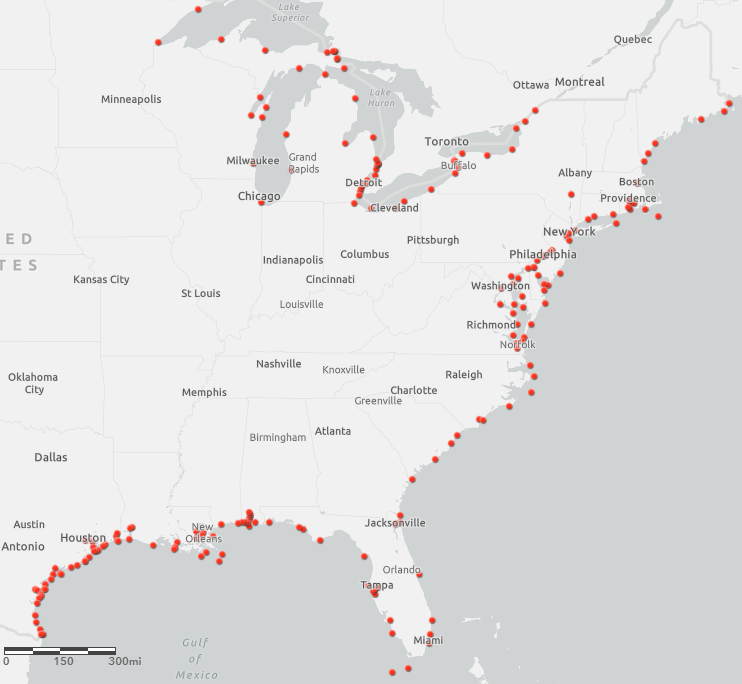 Lake
Superior
Quebec
Ottawa
Montreal
Minneapolis
Lake
Huron
Toronto
Milwaukee
Grand
Rapids
Buffalo
Albany
Detroit
Boston
Chicago
Cleveland
Providence
New York
ED
Pittsburgh
Philadelphia
TES
Indianapolis
Columbus
Kansas City
Cincinnati
Washington
St Louis
Louisville
Richmond
Norfolk
Nashville
Knoxville
Oklahoma
City
Raleigh
Memphis
Charlotte
Greenville
Birmingham
Atlanta
Dallas
Austin
New
Orleans
Jacksonville
Houston
Antonio
Orlando
Tampa
Miami
Gulf
of
Mexico
0 150 300mi